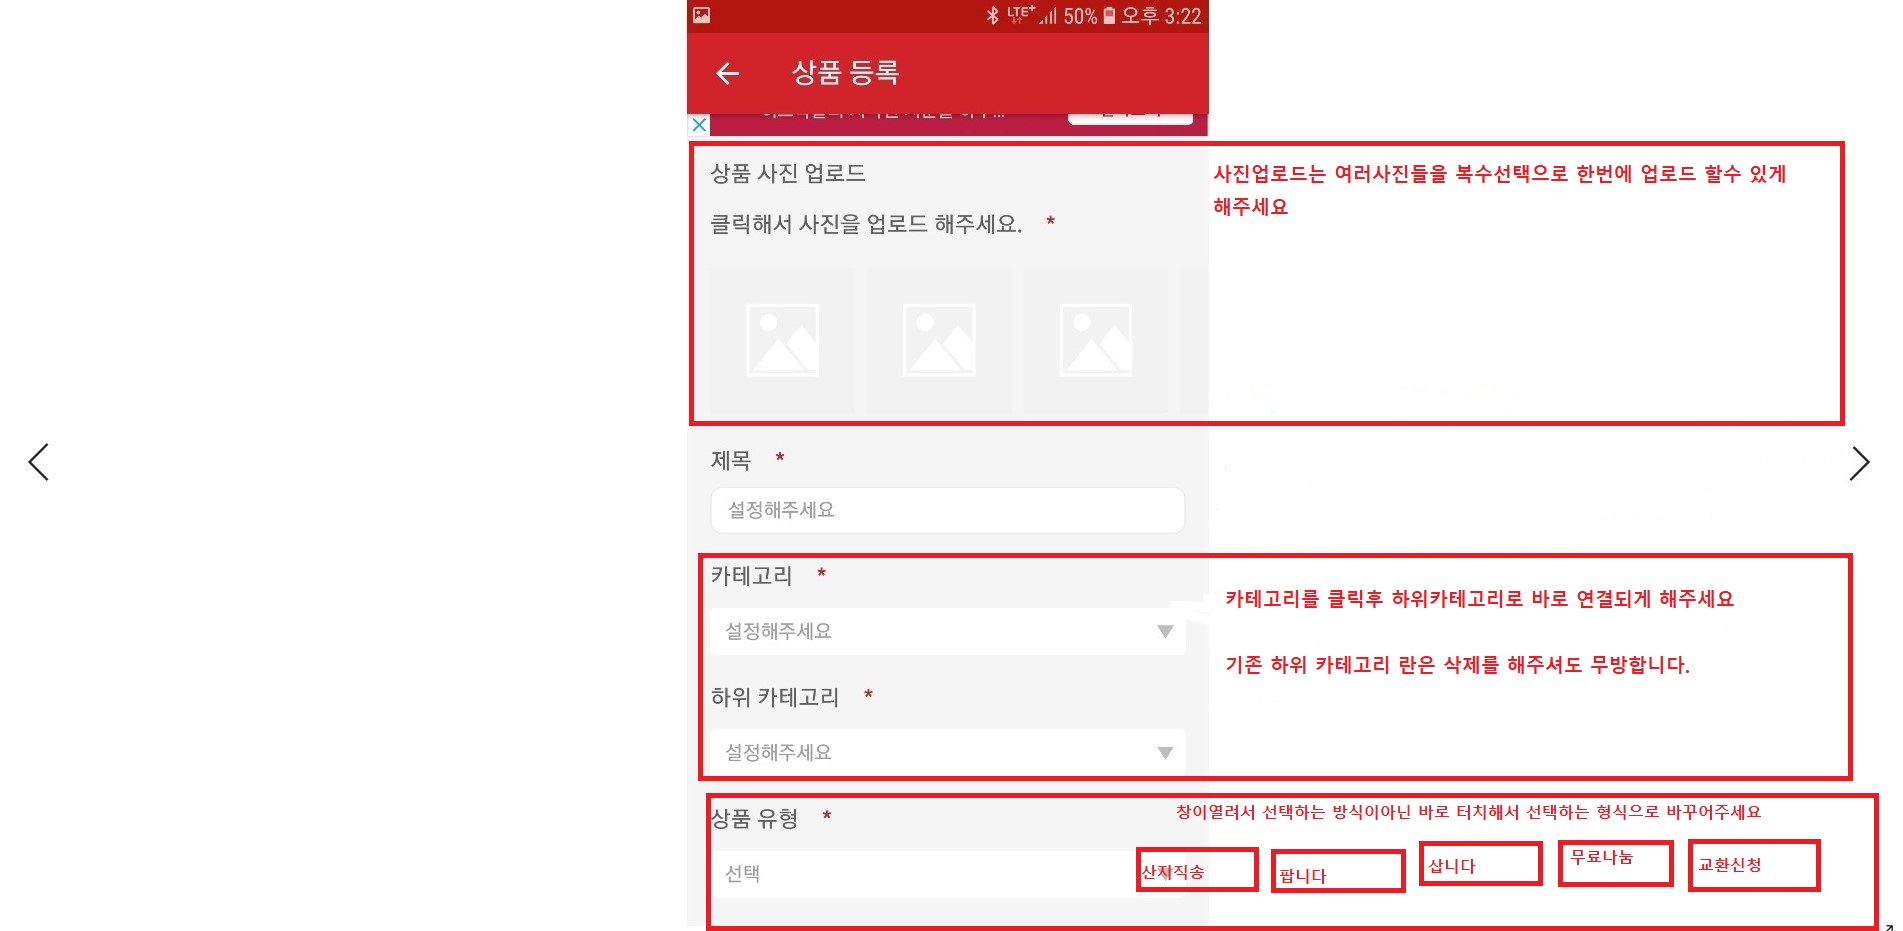 LTE+ 50% 오후 3:22
상품 등록
상품 사진 업로드
클릭해서 사진을 업로드 해주세요. *
사진업로드는 여러사진들을 복수선택으로 한번에 업로드 할수 있게
해주세요
제목 *
설정해주세요
카테고리 *
설정해주세요
카테고리를 클릭후 하위카테고리로 바로 연결되게 해주세요
기존 하위 카테고리 란은 삭제를 해주셔도 무방합니다.
하위 카테고리 *
설정해주세요
상품 유형 *
창이열려서 선택하는 방식이아닌 바로 터치해서 선택하는 형식으로 바꾸어주세요
선택
산지직송
팝니다
삽니다
무료나눔
교환신청